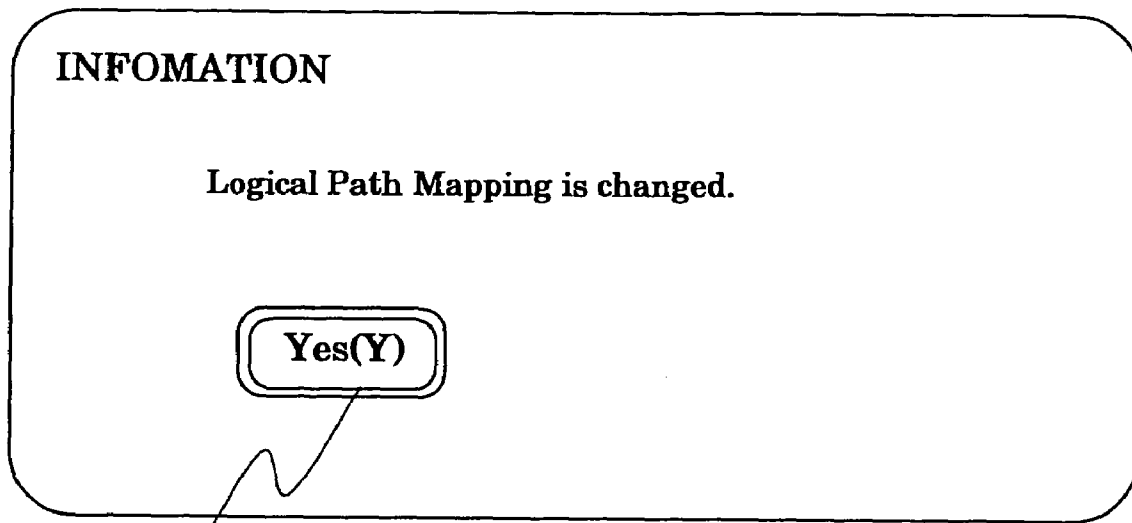 INFOMATION
Logical Path Mapping is changed.
Yes(Y)